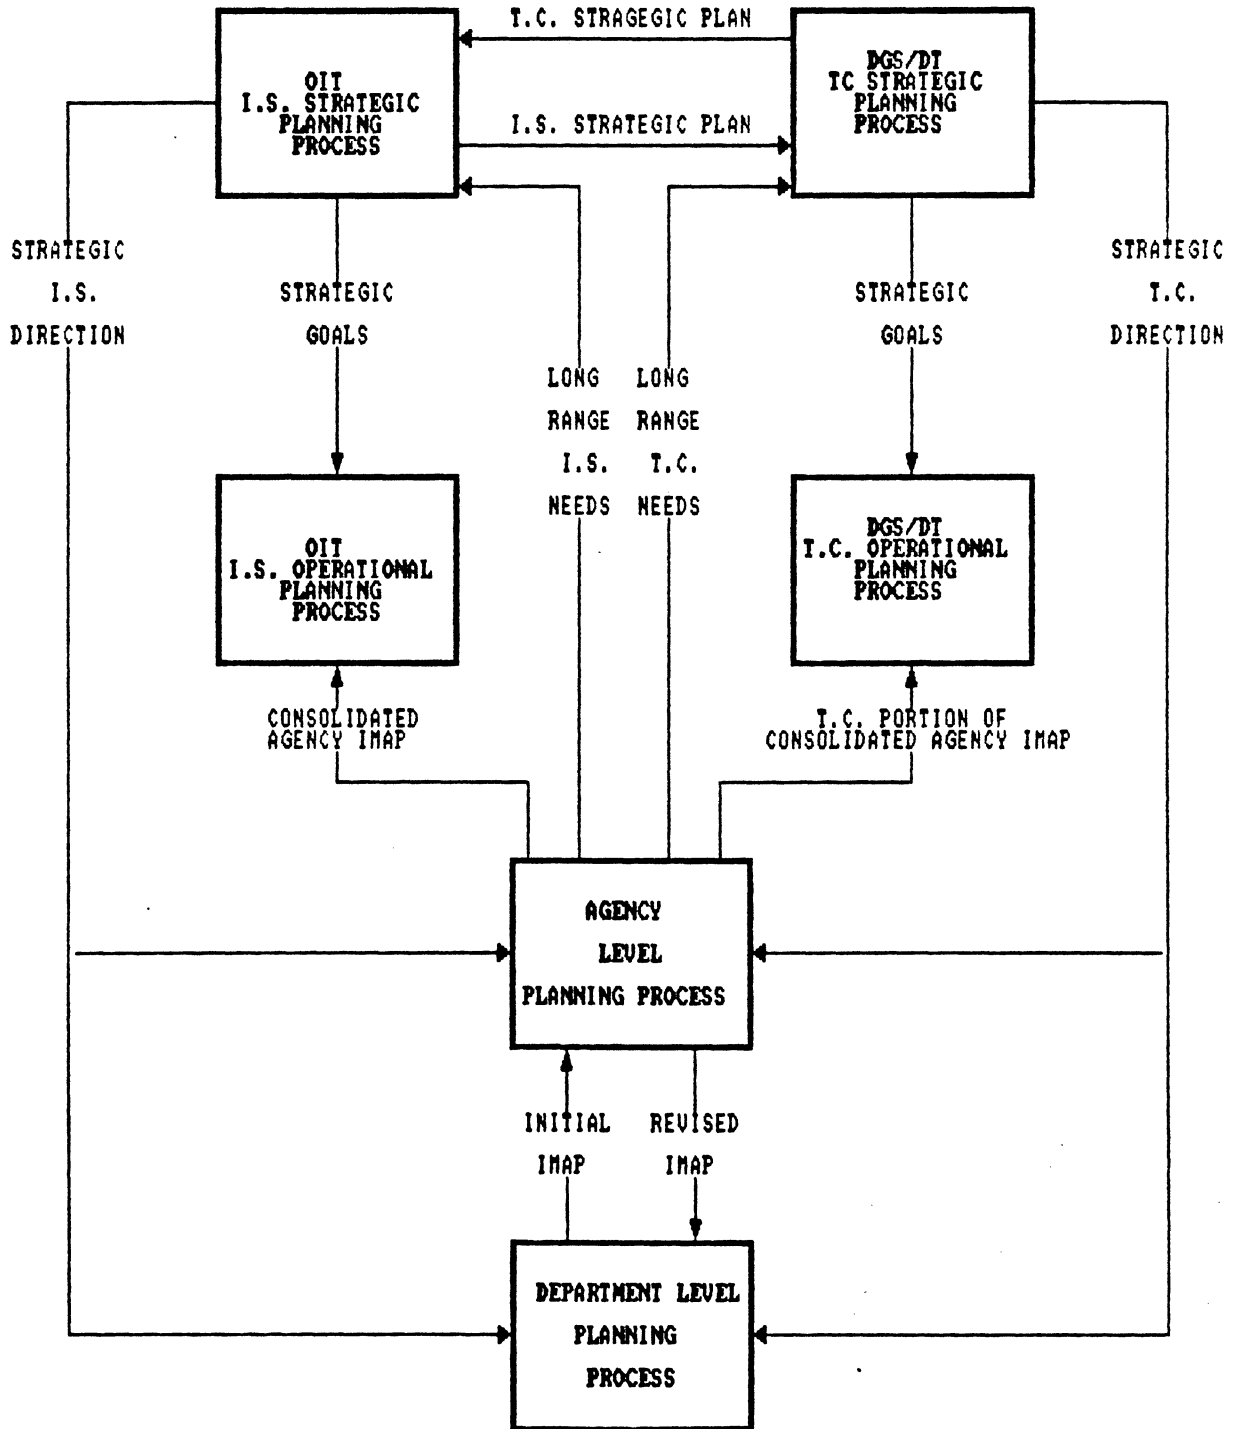 T.C. STRAGEGIC PLAN
OIT
I.S. STRATEGIC
PLANNING
PROCESS
DGS/DT
TC STRATEGIC
PLANNING
PROCESS
I.S. STRATEGIC PLAN
STRATEGIC
I.S.
DIRECTION
STRATEGIC
GOALS
STRATEGIC
GOALS
STRATEGIC
T.C.
DIRECTION
LONG
RANGE
I.S.
NEEDS
LONG
RANGE
T.C.
NEEDS
OIT
I.S. OPERATIONAL
PLANNING
PROCESS
DGS/DT
T.C. OPERATIONAL
PLANNING
PROCESS
CONSOLIDATED
AGENCY IMAP
T.C. PORTION OF
CONSOLIDATED AGENCY IMAP
AGENCY
LEVEL
PLANNING PROCESS
INITIAL
IMAP
REVISED
IMAP
DEPARTMENT LEVEL
PLANNING
PROCESS